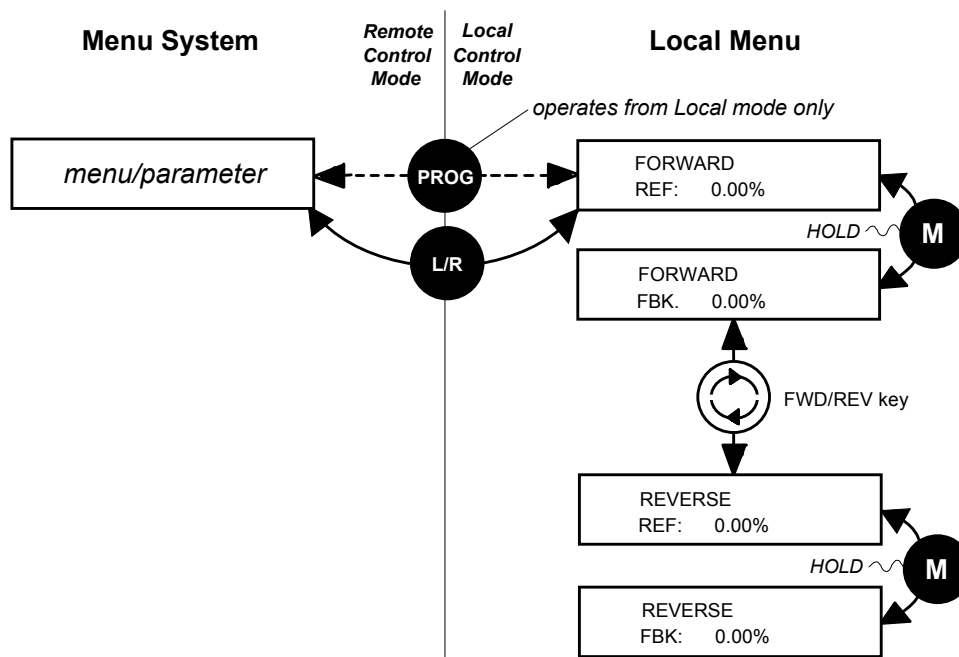 Menu System
Remote
Control
Mode
Local
Control
Mode
Local Menu
operates from Local mode only
menu/parameter
PROG
FORWARD
REF: 0.00%
L/R
HOLD
M
FORWARD
FBK. 0.00%
FWD/REV key
REVERSE
REF: 0.00%
HOLD
M
REVERSE
FBK: 0.00%